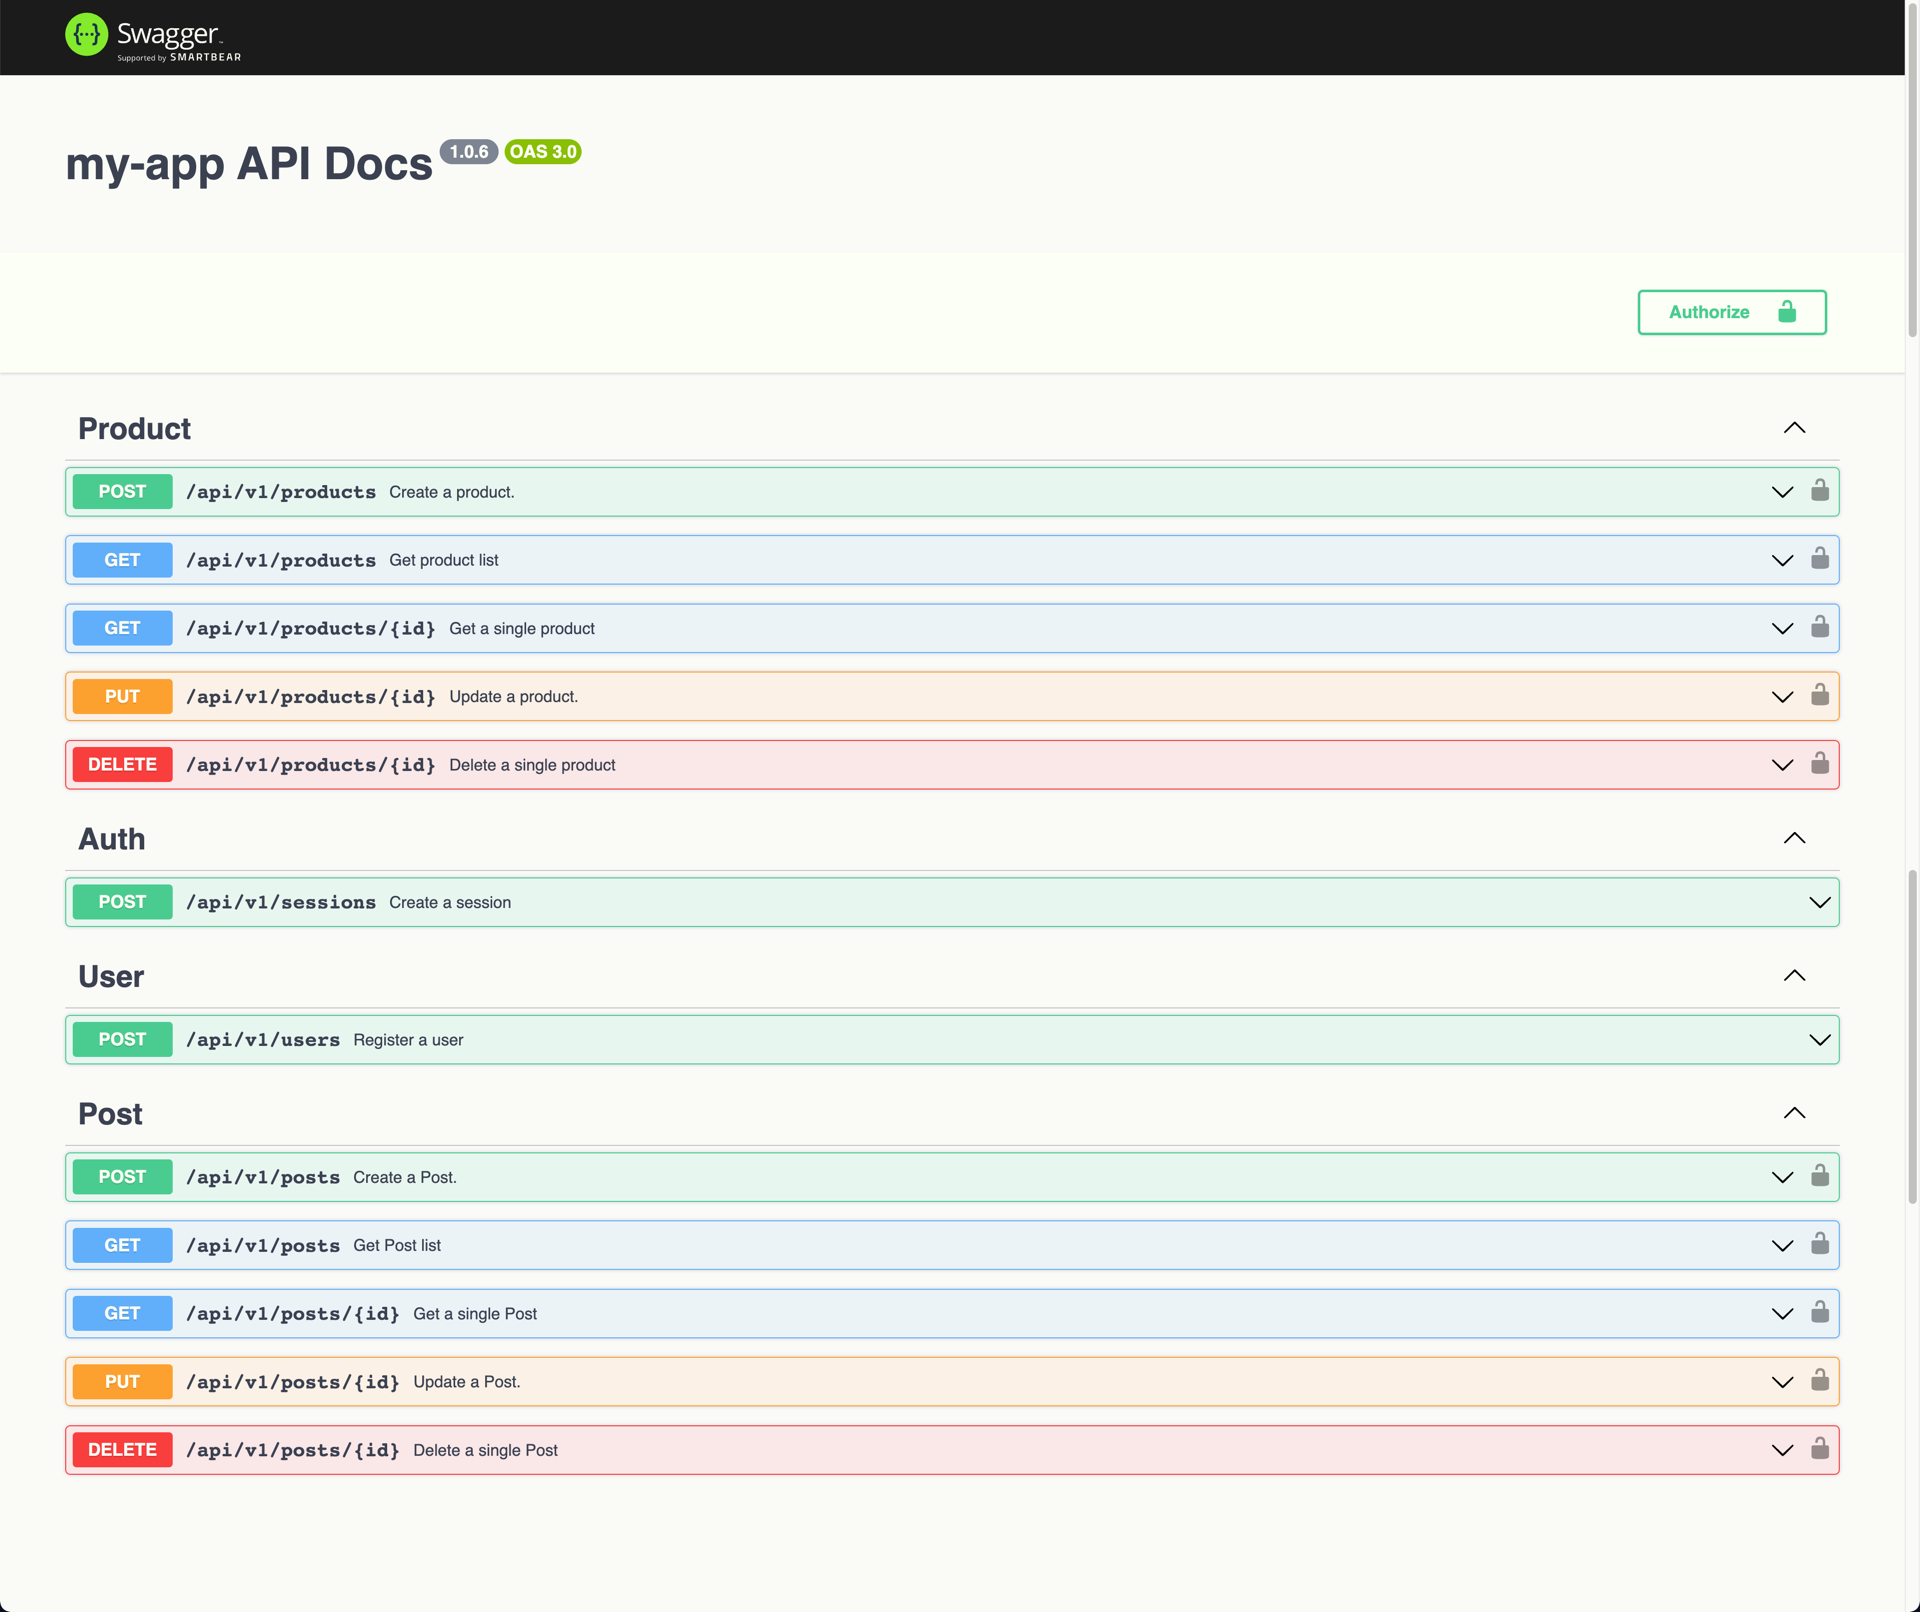 {···} Swagger™
Supported by SMARTBEAR
my-app API Docs 1.0.6 OAS 3.0
Authorize
Product
POST /api/v1/products Create a product.
GET /api/v1/products Get product list
GET /api/v1/products/{id} Get a single product
PUT /api/v1/products/{id} Update a product.
DELETE /api/v1/products/{id} Delete a single product
Auth
POST /api/v1/sessions Create a session
User
POST /api/v1/users Register a user
Post
POST /api/v1/posts Create a Post.
GET /api/v1/posts Get Post list
GET /api/v1/posts/{id} Get a single Post
PUT /api/v1/posts/{id} Update a Post.
DELETE /api/v1/posts/{id} Delete a single Post